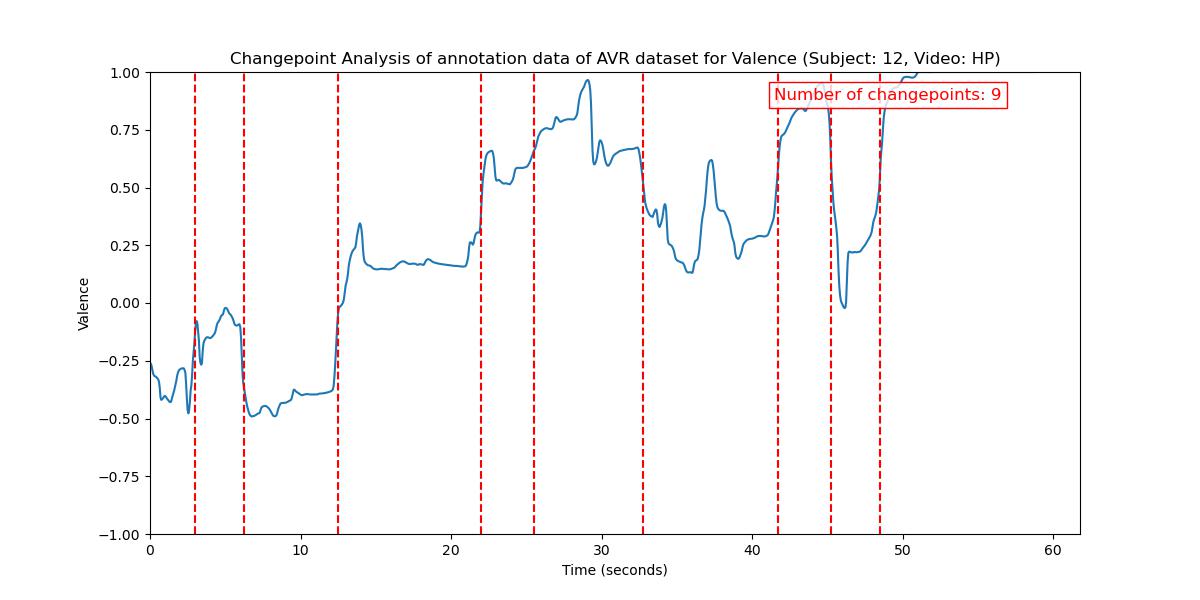 Changepoint Analysis of annotation data of AVR dataset for Valence (Subject: 12, Video: HP)
Number of changepoints: 9
1.00
0.75
0.50
0.25
0.00
−0.25
−0.50
−0.75
−1.00
Valence
0 10 20 30 40 50 60
Time (seconds)